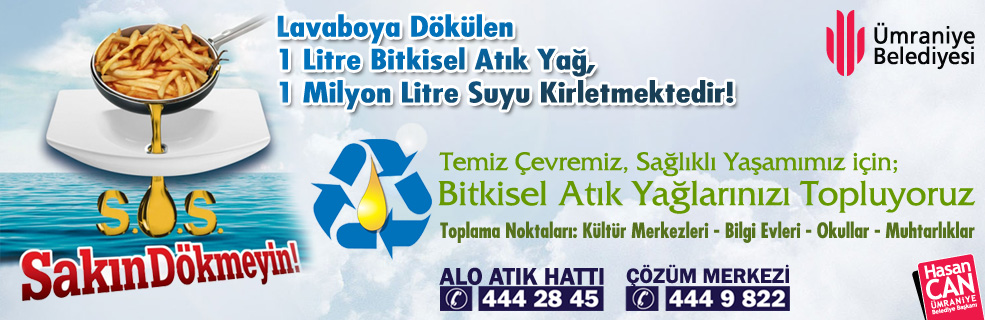 Lavaboya Dökülen
1 Litre Bitkisel Atık Yağ,
1 Milyon Litre Suyu Kirletmektedir!
Ümraniye
Belediyesi
S.O.S.
Sakın Dökmeyin!
Temiz Çevremiz, Sağlıklı Yaşamımız için;
Bitkisel Atık Yağlarınızı Topluyoruz
Toplama Noktaları: Kültür Merkezleri - Bilgi Evleri - Okullar - Muhtarlıklar
ALO ATIK HATTI
444 28 45
ÇÖZÜM MERKEZİ
444 9 822
Hasan
CAN
ÜMRANİYE
Belediye Başkanı